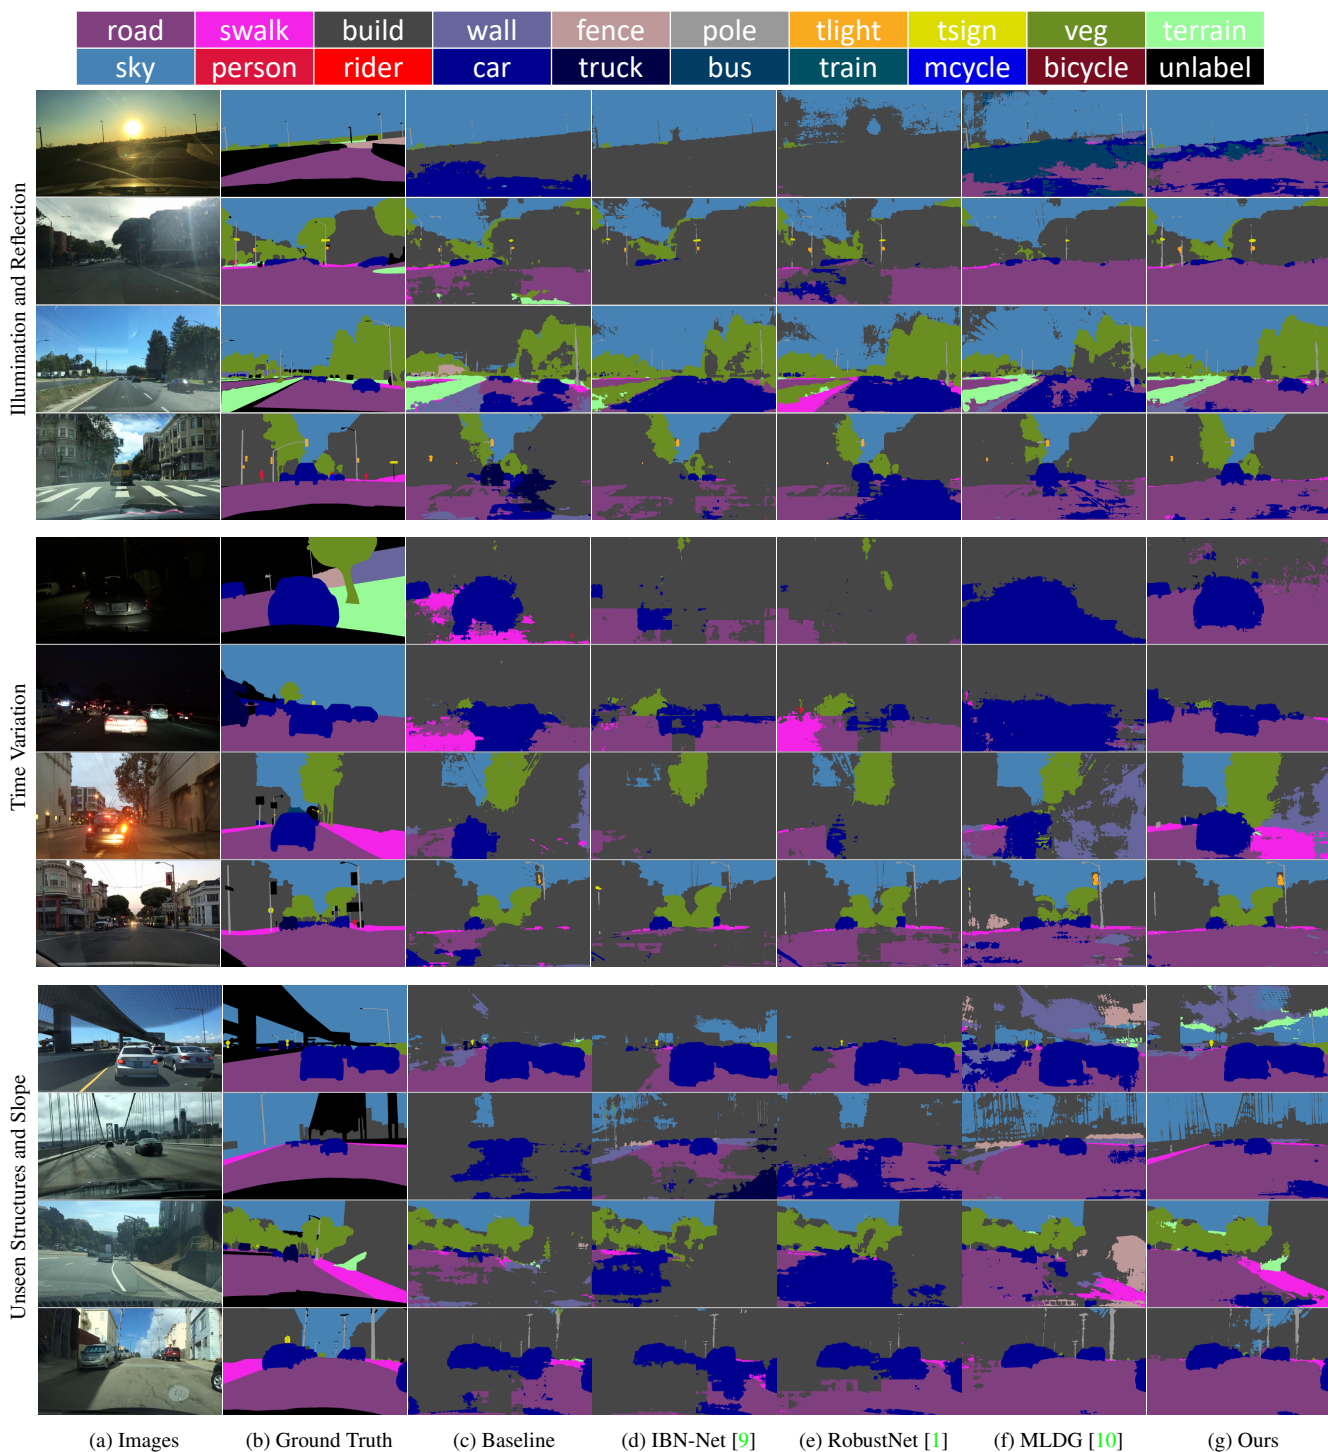 road swalk build wall fence pole tlight tsign veg terrain
sky person rider car truck bus train mcycle bicycle unlabel
Illumination and Reflection
Time Variation
Unseen Structures and Slope
(a) Images (b) Ground Truth (c) Baseline (d) IBN-Net [9] (e) RobustNet [1] (f) MLDG [10] (g) Ours